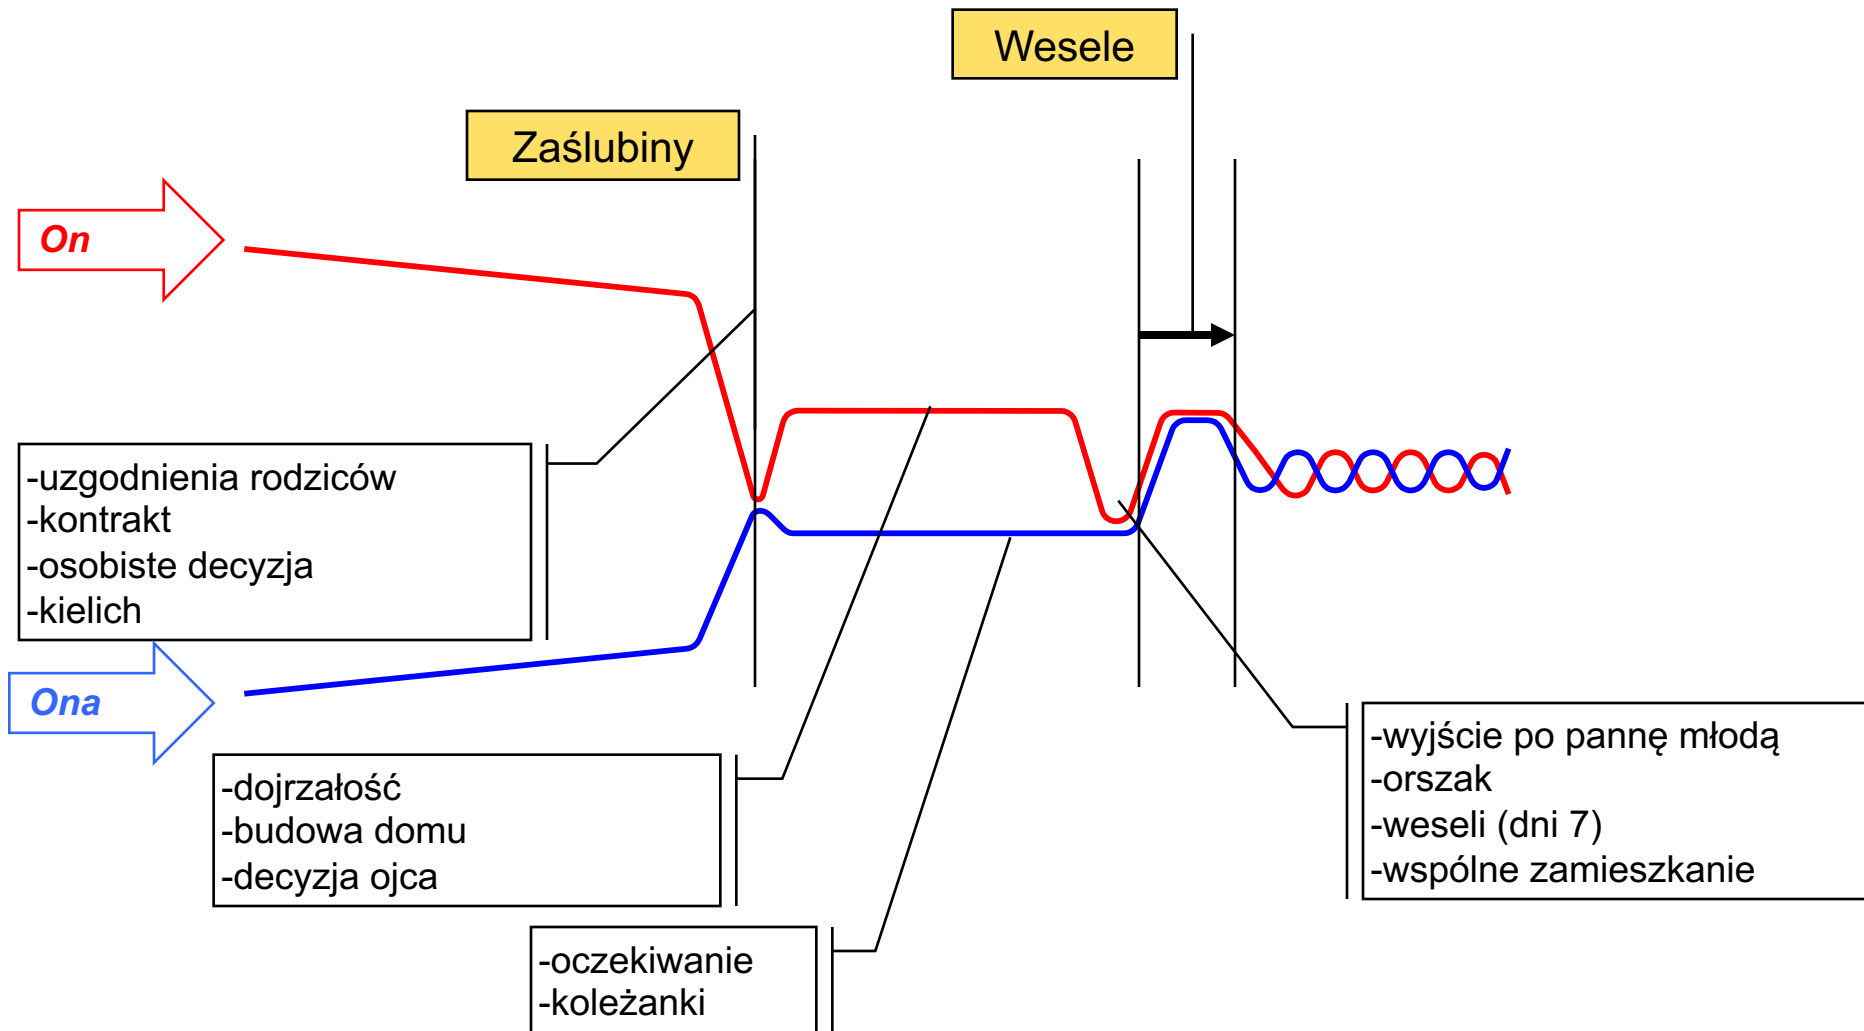 Wesele
Zaślubiny
On
-uzgodnienia rodziców
-kontrakt
-osobiste decyzja
-kielich
Ona
-wyjście po pannę młodą
-orszak
-weseli (dni 7)
-wspólne zamieszkanie
-dojrzałość
-budowa domu
-decyzja ojca
-oczekiwanie
-koleżanki